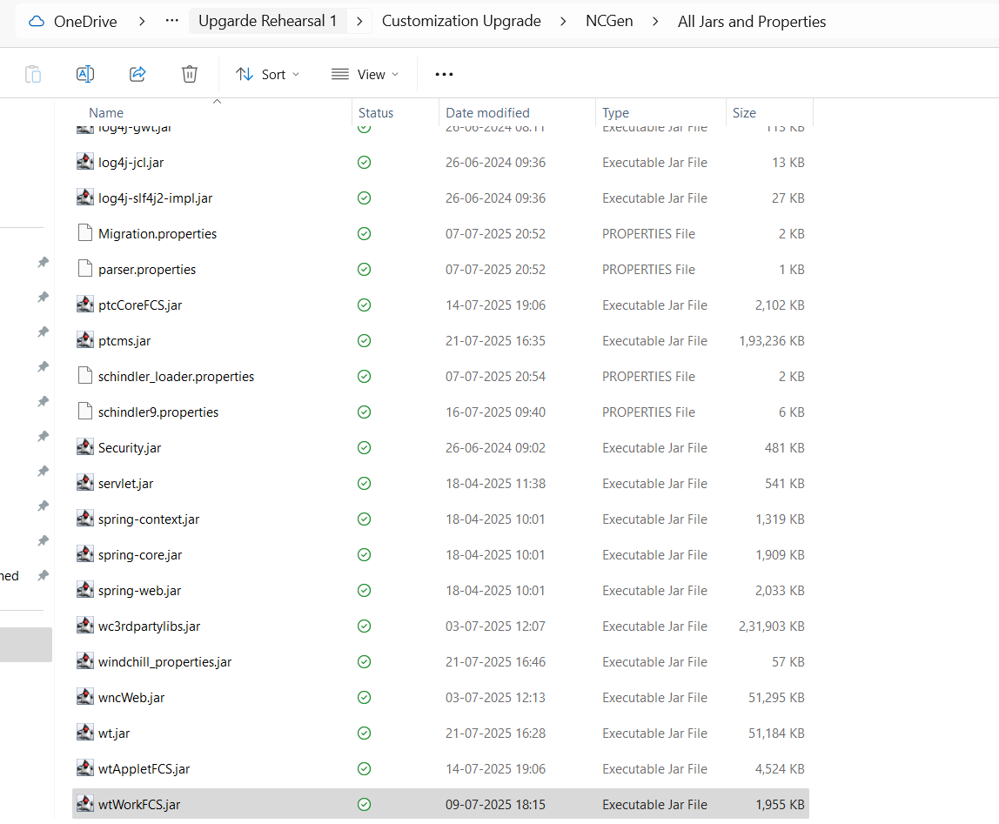 OneDrive > ... Upgarde Rehearsal 1 > Customization Upgrade > NCGen > All Jars and Properties
Sort View
Name Status Date modified Type Size
log4j-gwt.jar 26-06-2024 08:11 Executable Jar File 113 KB
log4j-jcl.jar 26-06-2024 09:36 Executable Jar File 13 KB
log4j-slf4j2-impl.jar 26-06-2024 09:36 Executable Jar File 27 KB
Migration.properties 07-07-2025 20:52 PROPERTIES File 2 KB
parser.properties 07-07-2025 20:52 PROPERTIES File 1 KB
ptcCoreFCS.jar 14-07-2025 19:06 Executable Jar File 2,102 KB
ptcms.jar 21-07-2025 16:35 Executable Jar File 1,93,236 KB
schindler_loader.properties 07-07-2025 20:54 PROPERTIES File 2 KB
schindler9.properties 16-07-2025 09:40 PROPERTIES File 6 KB
Security.jar 26-06-2024 09:02 Executable Jar File 481 KB
servlet.jar 18-04-2025 11:38 Executable Jar File 541 KB
spring-context.jar 18-04-2025 10:01 Executable Jar File 1,319 KB
spring-core.jar 18-04-2025 10:01 Executable Jar File 1,909 KB
ned spring-web.jar 18-04-2025 10:01 Executable Jar File 2,033 KB
wc3rdpartylibs.jar 03-07-2025 12:07 Executable Jar File 2,31,903 KB
windchill_properties.jar 21-07-2025 16:46 Executable Jar File 57 KB
wncWeb.jar 03-07-2025 12:13 Executable Jar File 51,295 KB
wt.jar 21-07-2025 16:28 Executable Jar File 51,184 KB
wtAppletFCS.jar 14-07-2025 19:06 Executable Jar File 4,524 KB
wtWorkFCS.jar 09-07-2025 18:15 Executable Jar File 1,955 KB